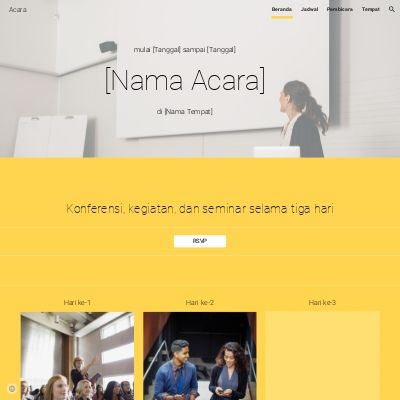 Acara
Beranda Jadwal Pembicara Tempat
mulai [Tanggal] sampai [Tanggal]
[Nama Acara]
di [Nama Tempat]
Konferensi, kegiatan, dan seminar selama tiga hari
RSVP
Hari ke-1 Hari ke-2 Hari ke-3